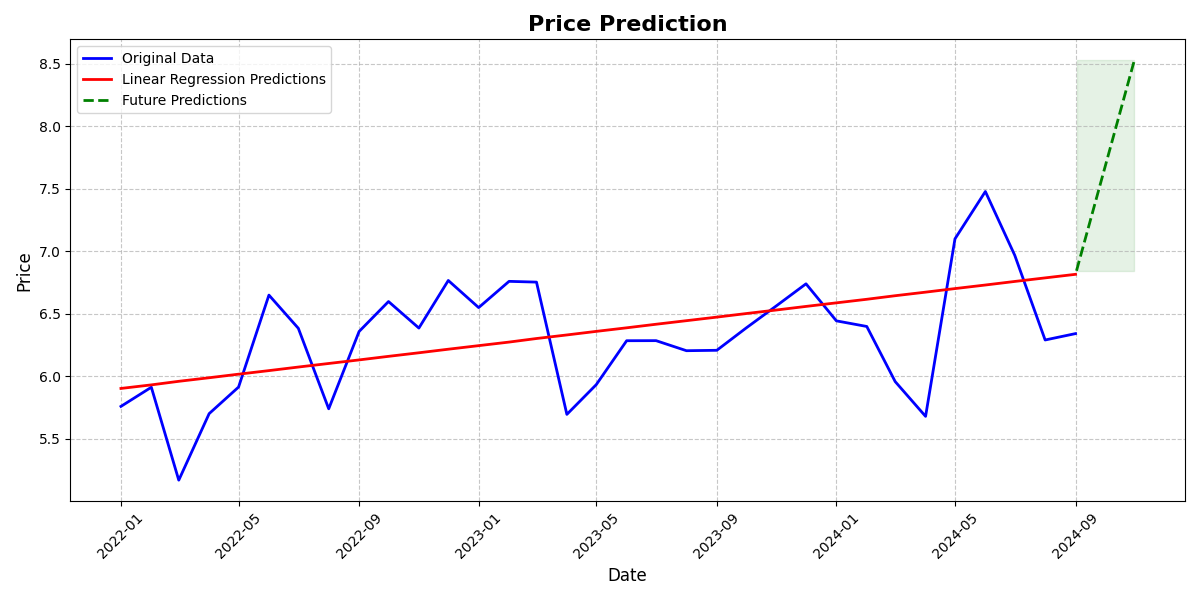 Price Prediction
Original Data
Linear Regression Predictions
Future Predictions
8.5
8.0
7.5
7.0
6.5
6.0
5.5
Price
2022-01
2022-05
2022-09
2023-01
2023-05
2023-09
2024-01
2024-05
2024-09
Date